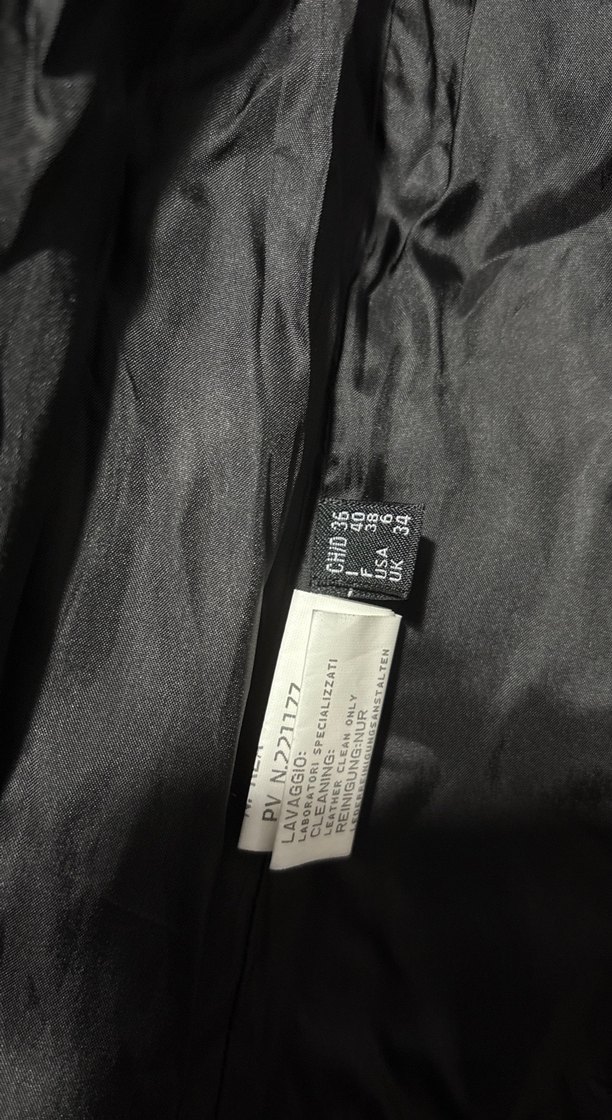 CH/D 36
I 40
F 38
USA 6
UK 34
PV N.221177
LAVAGGIO:
LABORATORI SPECIALIZZATI
CLEANING:
LEATHER CLEAN ONLY
REINIGUNG:NUR
LEDERREINIGUNGSANSTALTEN